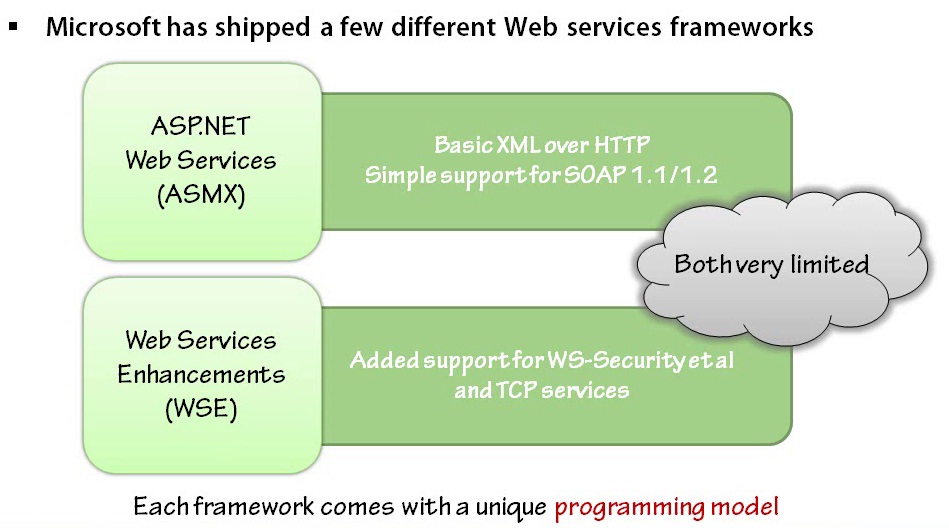 ▪ Microsoft has shipped a few different Web services frameworks
ASP.NET
Web Services
(ASMX)
Basic XML over HTTP
Simple support for SOAP 1.1/1.2
Both very limited
Web Services
Enhancements
(WSE)
Added support for WS-Security et al
and TCP services
Each framework comes with a unique programming model